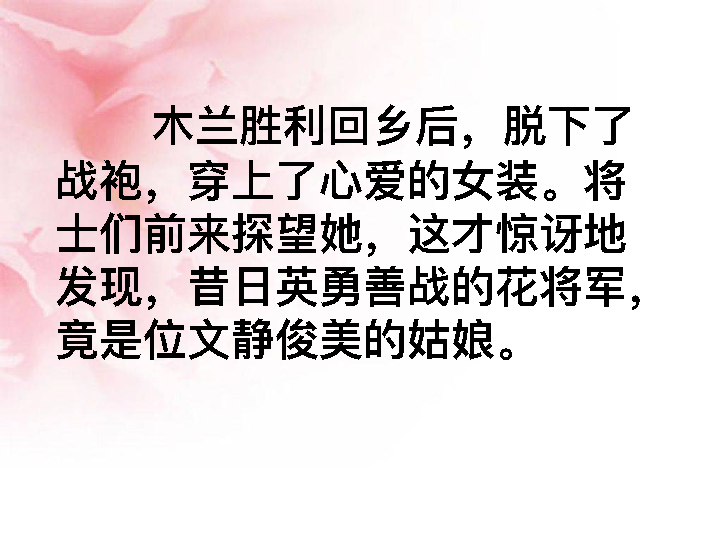 木兰胜利回乡后，脱下了
战袍，穿上了心爱的女装。将
士们前来探望她，这才惊讶地
发现，昔日英勇善战的花将军，
竟是位文静俊美的姑娘。